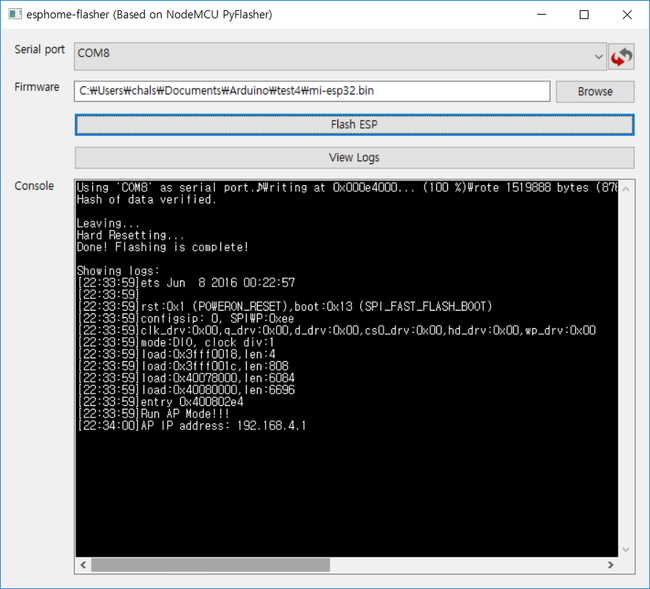 esphome-flasher (Based on NodeMCU PyFlasher)
Serial port
COM8
Firmware
C:₩Users₩chals₩Documents₩Arduino₩test4₩mi-esp32.bin
Browse
Flash ESP
View Logs
Console
Using 'COM8' as serial port.♪₩riting at 0x000e4000... (100 %)₩rote 1519888 bytes (876
Hash of data verified.
Leaving...
Hard Resetting...
Done! Flashing is complete!
Showing logs:
[22:33:59]ets Jun  8 2016 00:22:57
[22:33:59]
[22:33:59]rst:0x1 (POWERON_RESET),boot:0x13 (SPI_FAST_FLASH_BOOT)
[22:33:59]configsip: 0, SPIWP:0xee
[22:33:59]clk_drv:0x00,q_drv:0x00,d_drv:0x00,cs0_drv:0x00,hd_drv:0x00,wp_drv:0x00
[22:33:59]mode:DIO, clock div:1
[22:33:59]load:0x3fff0018,len:4
[22:33:59]load:0x3fff001c,len:808
[22:33:59]load:0x40078000,len:6084
[22:33:59]load:0x40080000,len:6696
[22:33:59]entry 0x400802e4
[22:33:59]Run AP Mode!!!
[22:34:00]AP IP address: 192.168.4.1